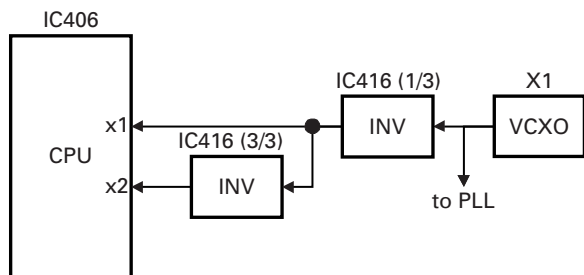 IC406
IC416 (1/3)
X1
x1
INV
VCXO
IC416 (3/3)
CPU
x2
INV
to PLL